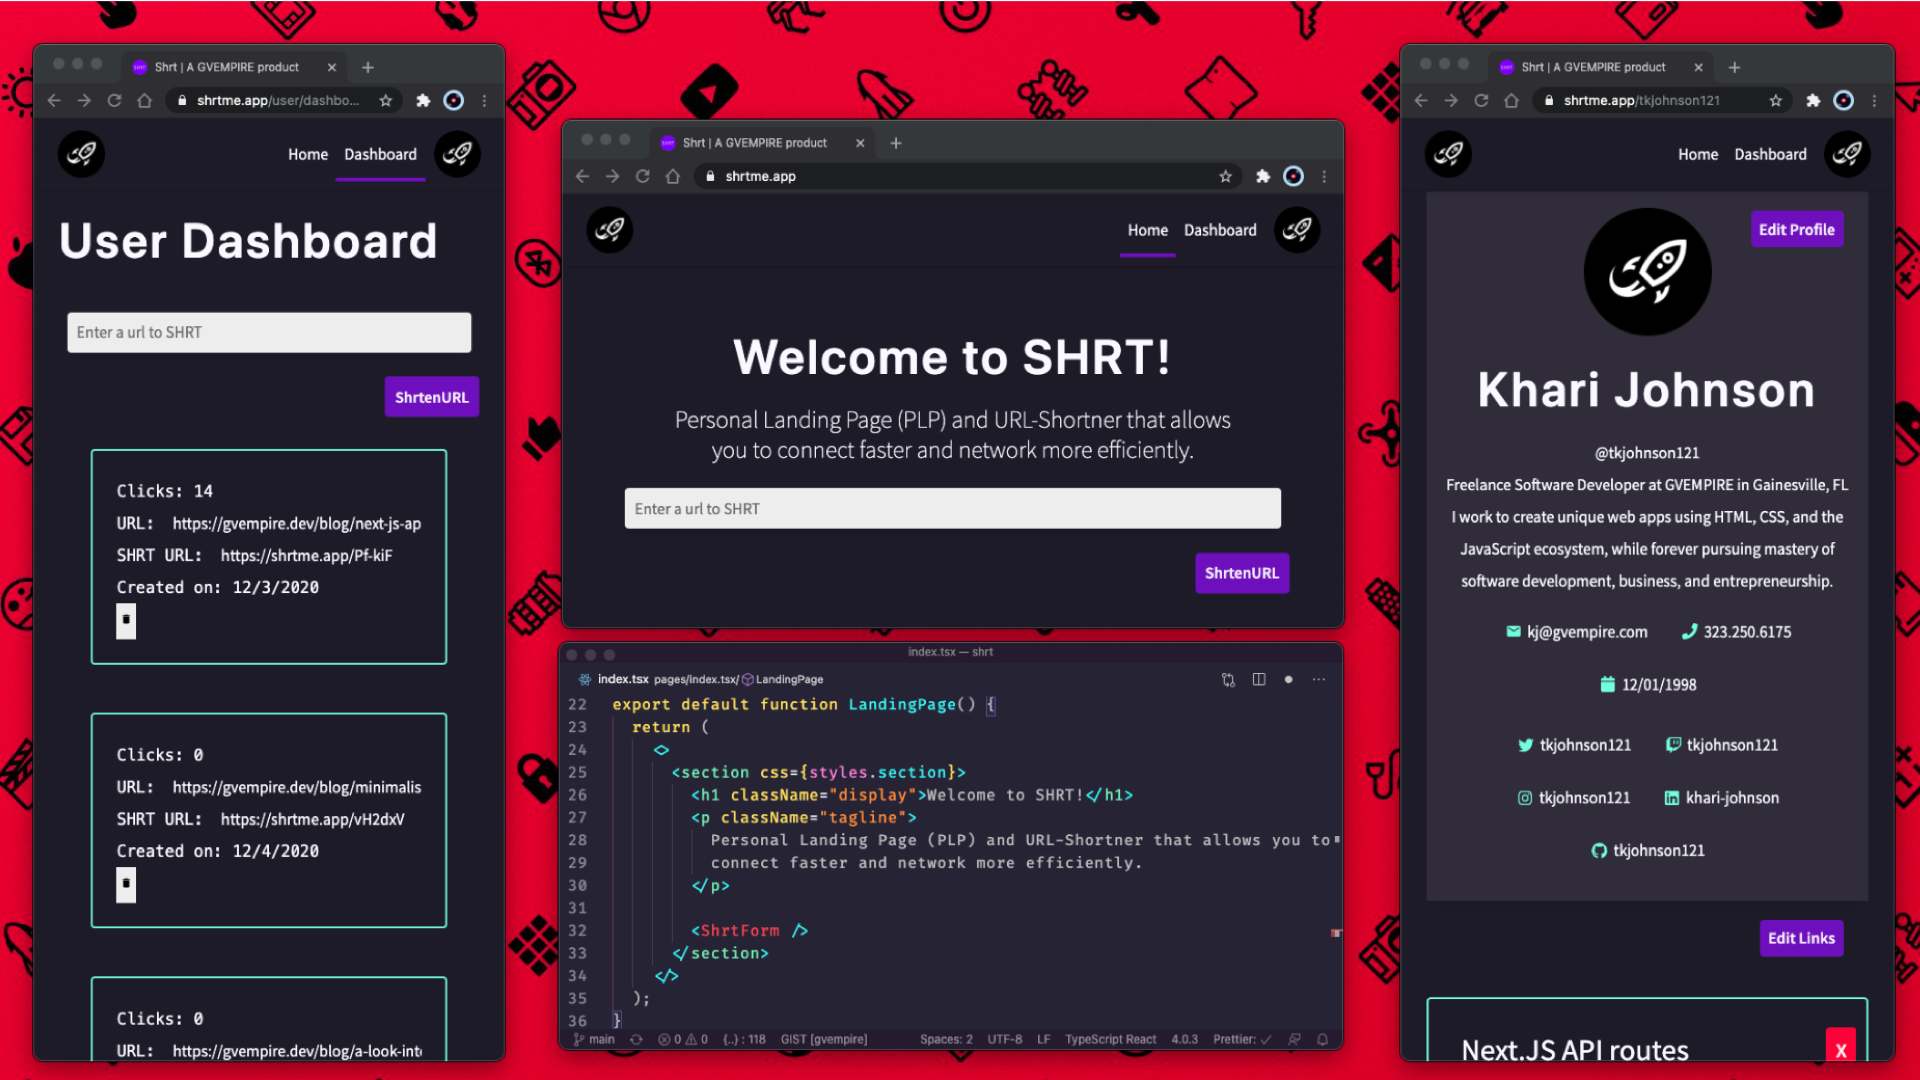 Shrt | A GVEMPIRE product
shrtme.app/user/dashbo...
Home Dashboard
User Dashboard
Enter a url to SHRT
ShrtenURL
Clicks: 14
URL: https://gvempire.dev/blog/next-js-ap
SHRT URL: https://shrtme.app/Pf-kiF
Created on: 12/3/2020
Clicks: 0
URL: https://gvempire.dev/blog/minimalis
SHRT URL: https://shrtme.app/vH2dxV
Created on: 12/4/2020
Clicks: 0
URL: https://gvempire.dev/blog/a-look-int
Shrt | A GVEMPIRE product
shrtme.app
Home Dashboard
Welcome to SHRT!
Personal Landing Page (PLP) and URL-Shortner that allows
you to connect faster and network more efficiently.
Enter a url to SHRT
ShrtenURL
index.tsx — shrt
index.tsx pages/index.tsx/ LandingPage
22 export default function LandingPage() {
23 return (
24 <>
25 <section css={styles.section}>
26 <h1 className="display">Welcome to SHRT!</h1>
27 <p className="tagline">
28 Personal Landing Page (PLP) and URL-Shortner that allows you to
29 connect faster and network more efficiently.
30 </p>
31
32 <ShrtForm />
33 </section>
34 </>
35 );
36 }
main 0 0 {..} : 118 GIST [gvempire] Spaces: 2 UTF-8 LF TypeScript React 4.0.3 Prettier: ✓
Shrt | A GVEMPIRE product
shrtme.app/tkjohnson121
Home Dashboard
Edit Profile
Khari Johnson
@tkjohnson121
Freelance Software Developer at GVEMPIRE in Gainesville, FL
I work to create unique web apps using HTML, CSS, and the
JavaScript ecosystem, while forever pursuing mastery of
software development, business, and entrepreneurship.
kj@gvempire.com 323.250.6175
12/01/1998
tkjohnson121 tkjohnson121
tkjohnson121 khari-johnson
tkjohnson121
Edit Links
Next.JS API routes
X